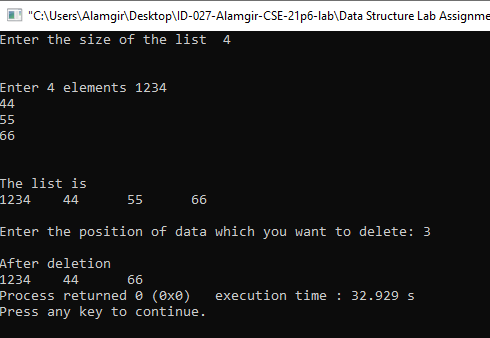 "C:\Users\Alamgir\Desktop\ID-027-Alamgir-CSE-21p6-lab\Data Structure Lab Assignme
Enter the size of the list  4
Enter 4 elements 1234
44
55
66
The list is
1234    44      55      66
Enter the position of data which you want to delete: 3
After deletion
1234    44      66
Process returned 0 (0x0)   execution time : 32.929 s
Press any key to continue.